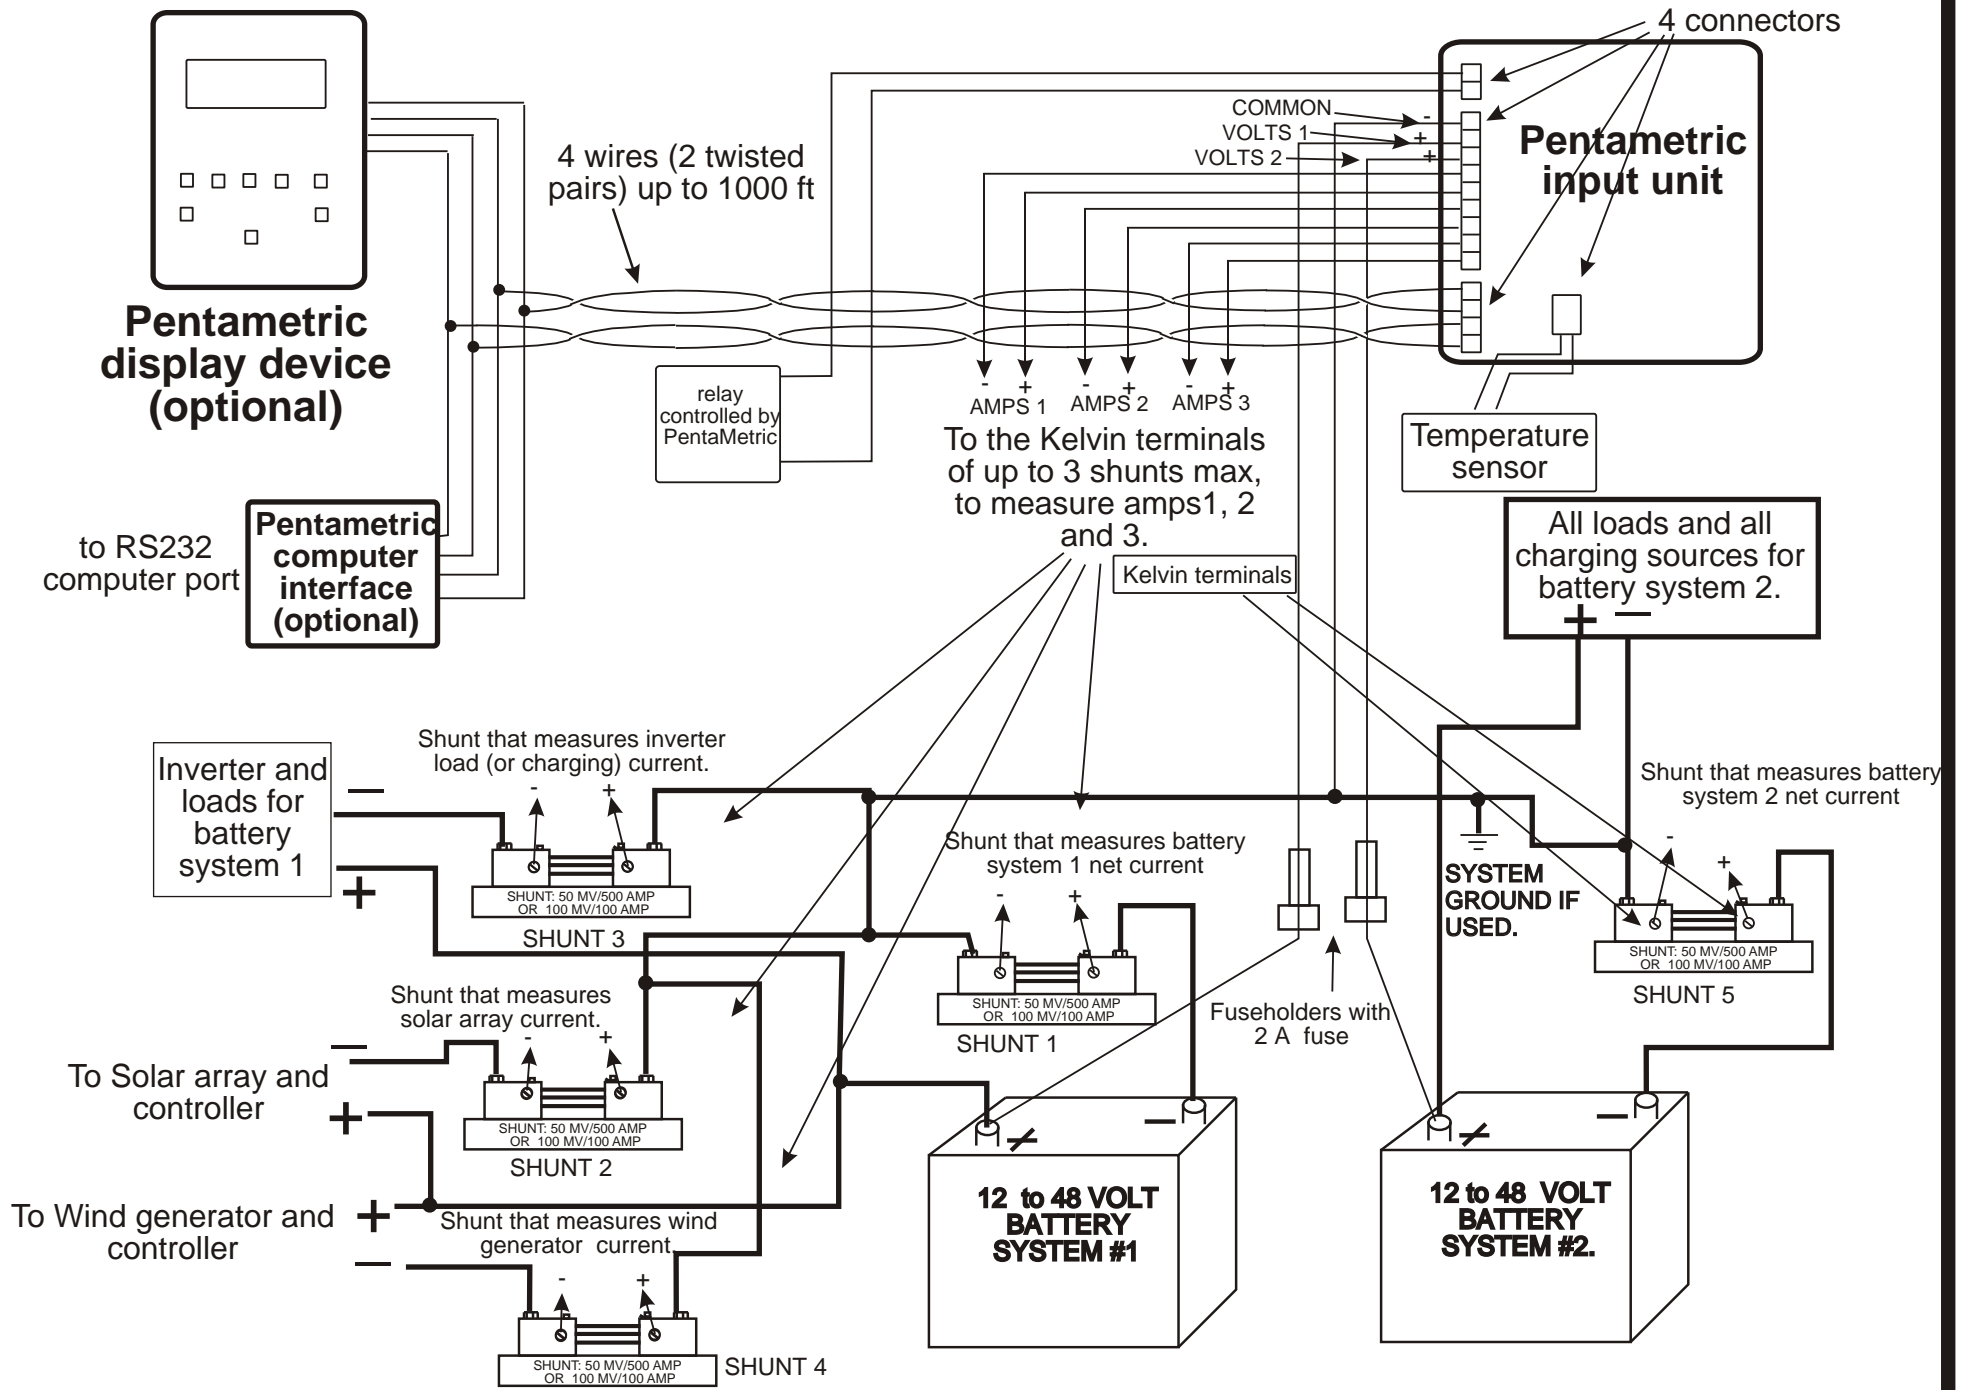 4 connectors
COMMON
-
VOLTS 1
+
VOLTS 2
+
Pentametric
input unit
4 wires (2 twisted
pairs) up to 1000 ft
Pentametric
display device
(optional)
relay
controlled by
PentaMetric
-
+
-
+
-
+
AMPS 1
AMPS 2
AMPS 3
To the Kelvin terminals
of up to 3 shunts max,
to measure amps1, 2
and 3.
Temperature
sensor
Pentametric
computer
interface
(optional)
to RS232
computer port
Kelvin terminals
All loads and all
charging sources for
battery system 2.
+
—
Shunt that measures inverter
load (or charging) current.
Inverter and
loads for
battery
system 1
—
+
-
+
SHUNT: 50 MV/500 AMP
OR 100 MV/100 AMP
SHUNT 3
Shunt that measures battery
system 1 net current
-
+
SHUNT: 50 MV/500 AMP
OR 100 MV/100 AMP
SHUNT 1
Shunt that measures battery
system 2 net current
SYSTEM
GROUND IF
USED.
-
+
SHUNT: 50 MV/500 AMP
OR 100 MV/100 AMP
SHUNT 5
Fuseholders with
2 A fuse
Shunt that measures
solar array current.
-
+
—
To Solar array and
controller
+
SHUNT: 50 MV/500 AMP
OR 100 MV/100 AMP
SHUNT 2
To Wind generator and
controller
+
—
Shunt that measures wind
generator current.
-
+
SHUNT: 50 MV/500 AMP
OR 100 MV/100 AMP
SHUNT 4
+
—
12 to 48 VOLT
BATTERY
SYSTEM #1
+
—
12 to 48 VOLT
BATTERY
SYSTEM #2.